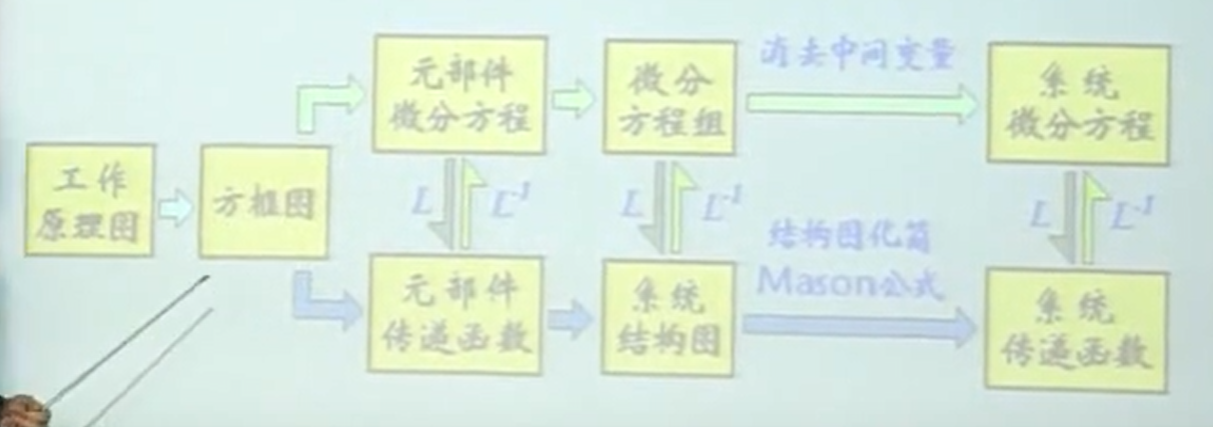 工作
原理图
方框图
元部件
微分方程
微分
方程组
消去中间变量
系统
微分方程
L
L-1
L
L-1
L
L-1
元部件
传递函数
系统
结构图
结构图化简
Mason公式
系统
传递函数